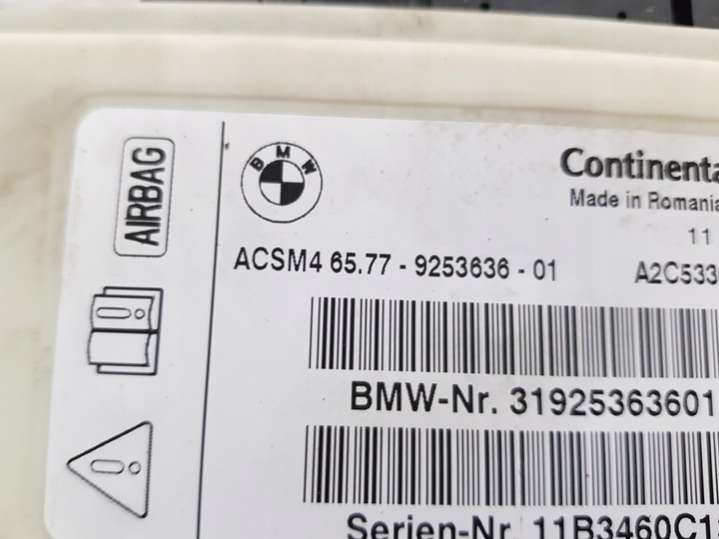 AIRBAG
BMW
Continenta
Made in Romania
11
ACSM4 65.77 - 9253636 - 01
A2C533
BMW-Nr. 31925363601
Serien-Nr. 11B3460C1